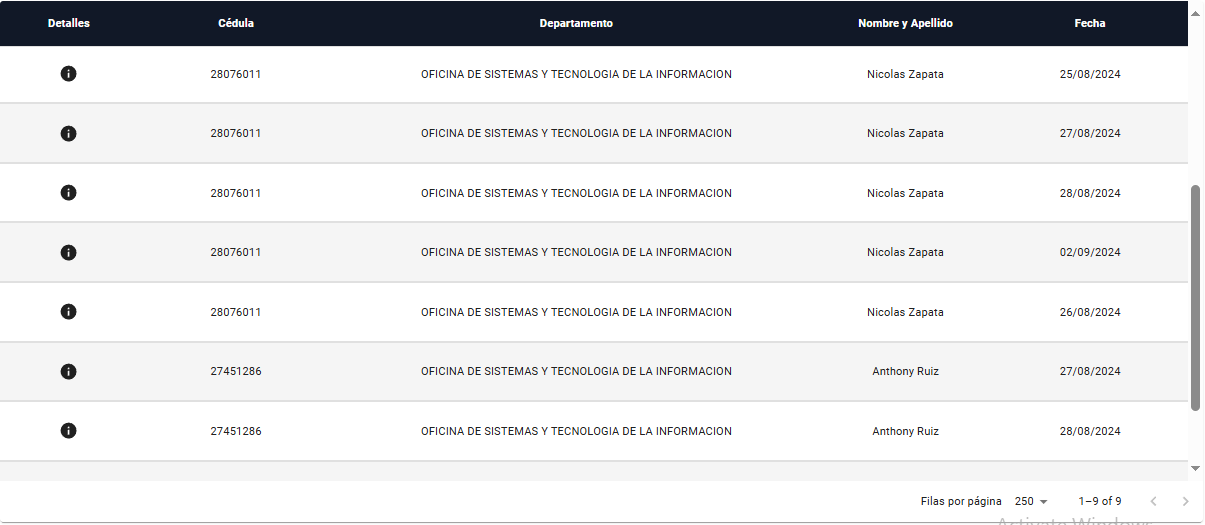 Detalles Cédula Departamento Nombre y Apellido Fecha
28076011 OFICINA DE SISTEMAS Y TECNOLOGIA DE LA INFORMACION Nicolas Zapata 25/08/2024
28076011 OFICINA DE SISTEMAS Y TECNOLOGIA DE LA INFORMACION Nicolas Zapata 27/08/2024
28076011 OFICINA DE SISTEMAS Y TECNOLOGIA DE LA INFORMACION Nicolas Zapata 28/08/2024
28076011 OFICINA DE SISTEMAS Y TECNOLOGIA DE LA INFORMACION Nicolas Zapata 02/09/2024
28076011 OFICINA DE SISTEMAS Y TECNOLOGIA DE LA INFORMACION Nicolas Zapata 26/08/2024
27451286 OFICINA DE SISTEMAS Y TECNOLOGIA DE LA INFORMACION Anthony Ruiz 27/08/2024
27451286 OFICINA DE SISTEMAS Y TECNOLOGIA DE LA INFORMACION Anthony Ruiz 28/08/2024
Filas por página 250 1–9 of 9
Activate Windows